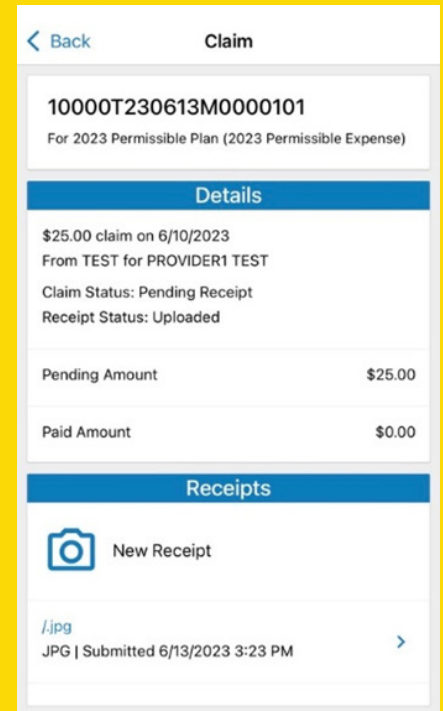 Back Claim
10000T230613M0000101
For 2023 Permissible Plan (2023 Permissible Expense)
Details
$25.00 claim on 6/10/2023
From TEST for PROVIDER1 TEST
Claim Status: Pending Receipt
Receipt Status: Uploaded
Pending Amount $25.00
Paid Amount $0.00
Receipts
New Receipt
/.jpg
JPG | Submitted 6/13/2023 3:23 PM